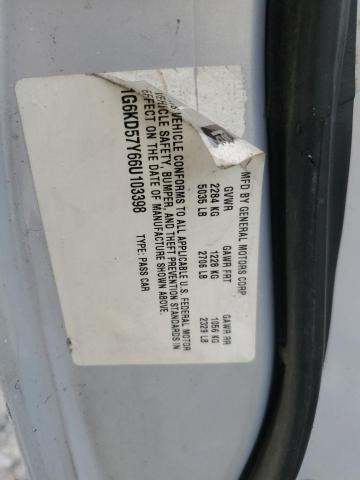 MFD BY GENERAL MOTORS CORP
GVWR GAWR FRT GAWR RR
2284 KG 1228 KG 1056 KG
5035 LB 2706 LB 2329 LB
VEHICLE CONFORMS TO ALL APPLICABLE U.S. FEDERAL MOTOR
VEHICLE SAFETY, BUMPER, AND THEFT PREVENTION STANDARDS IN
EFFECT ON THE DATE OF MANUFACTURE SHOWN ABOVE.
1G6KD57Y66U103398 TYPE: PASS CAR